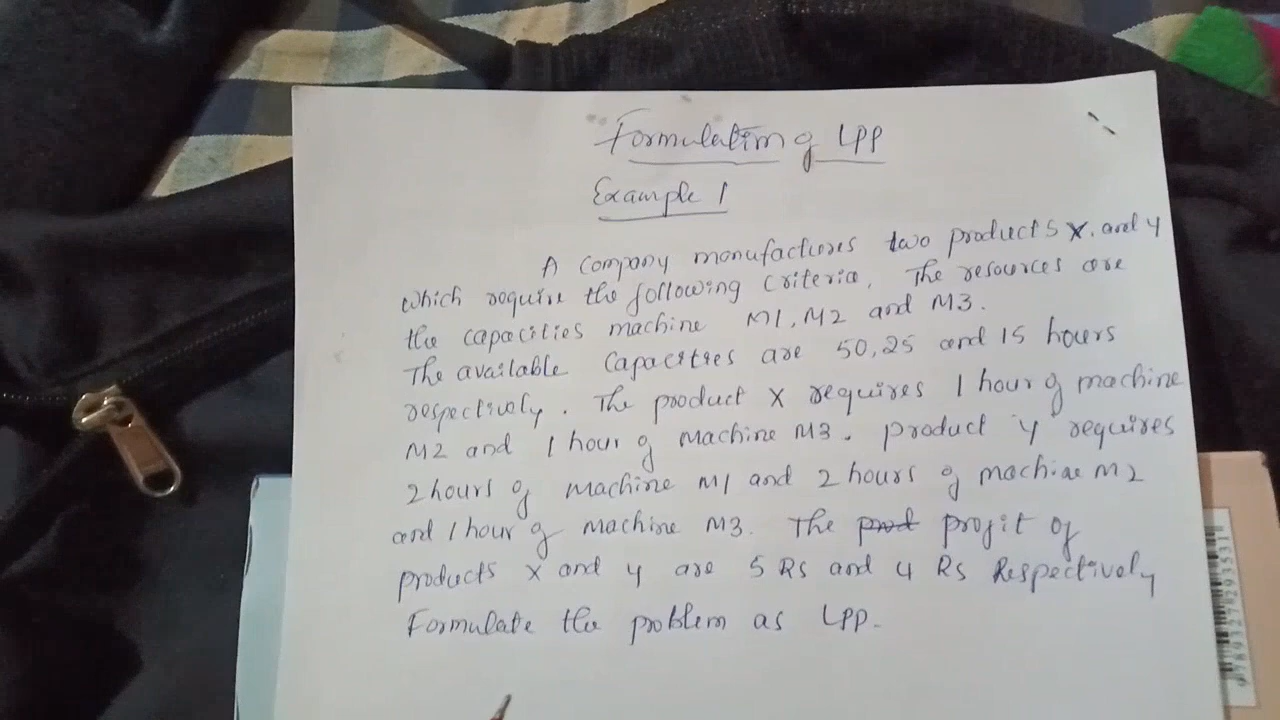 Formulating of LPP
Example 1
A company manufactures two products X, and Y
which require the following criteria. The resources are
the capacities machine M1, M2 and M3.
The available capacities are 50, 25 and 15 hours
respectively. The product X requires 1 hour of machine
M2 and 1 hour of machine M3. product y requires
2 hours of machine M1 and 2 hours of machine M2
and 1 hour of machine M3. The prod profit of
products X and y are 5 Rs and 4 Rs Respectively
Formulate the problem as LPP.